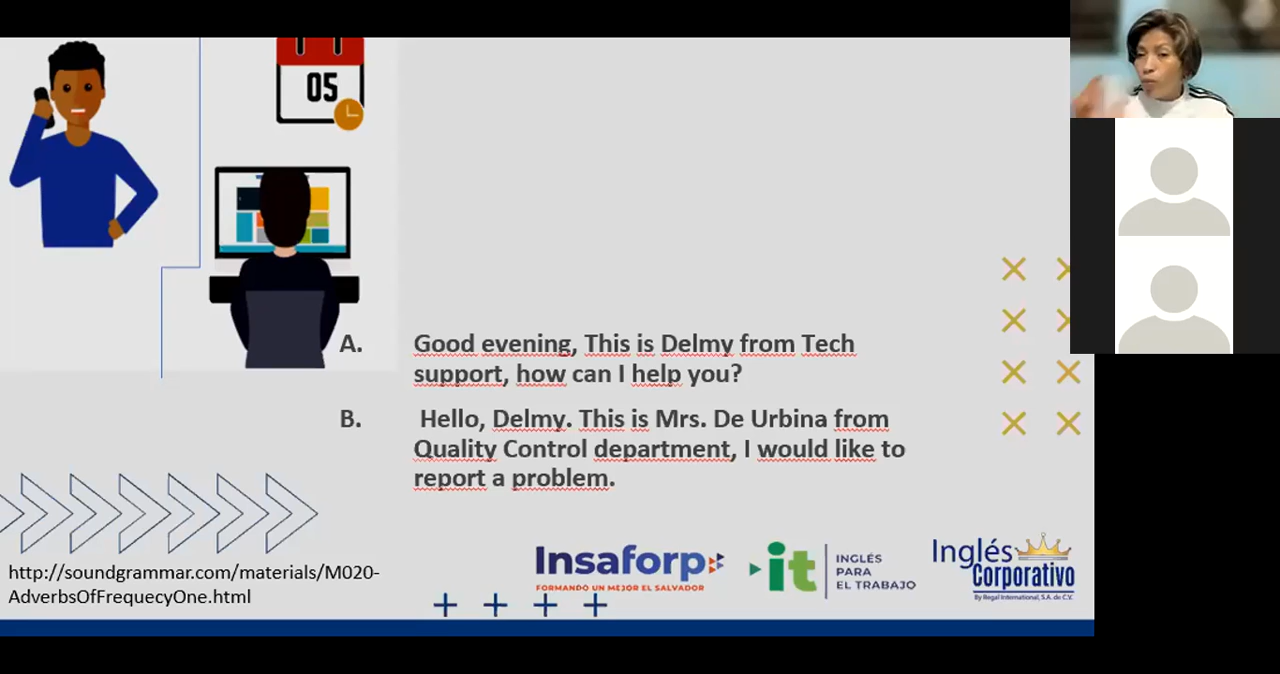 05
A. Good evening, This is Delmy from Tech
support, how can I help you?
B. Hello, Delmy. This is Mrs. De Urbina from
Quality Control department, I would like to
report a problem.
http://soundgrammar.com/materials/M020-
AdverbsOfFrequecyOne.html
Insaforp
FORMANDO UN MEJOR EL SALVADOR
it
INGLÉS
PARA
EL TRABAJO
Inglés
Corporativo
By Regal International, S.A. de C.V.